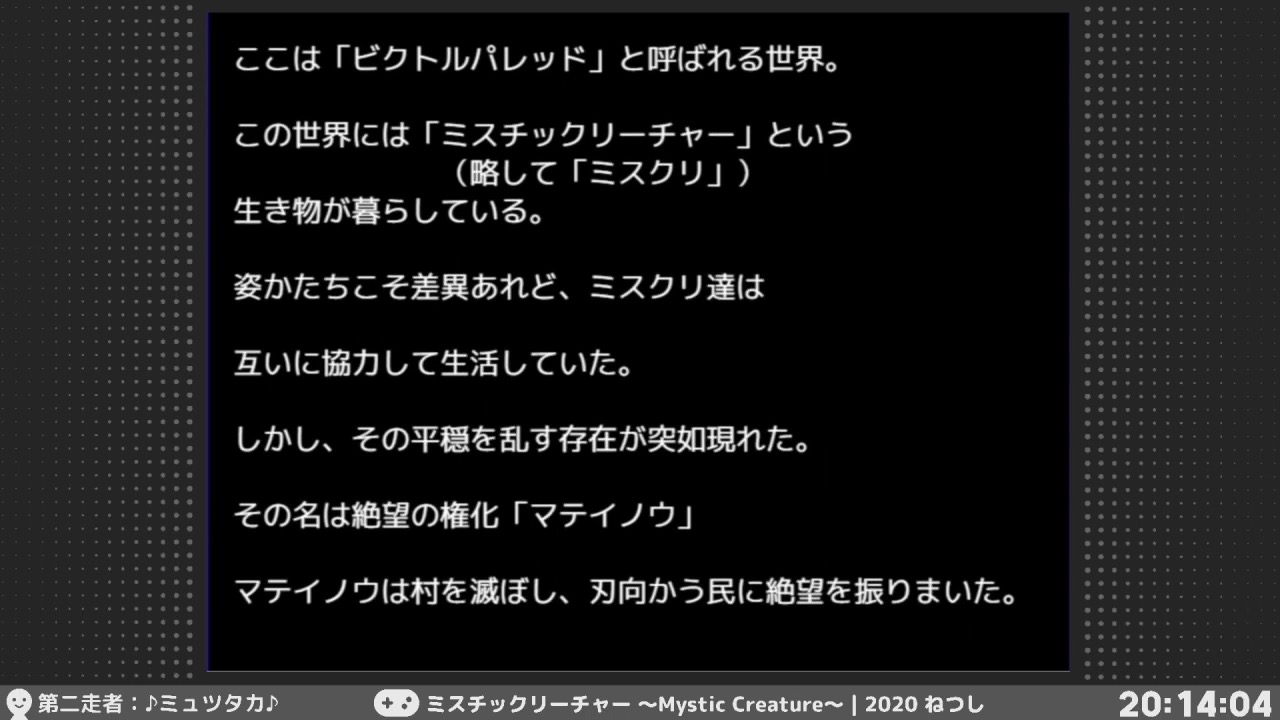 ここは「ビクトルパレッド」と呼ばれる世界。
この世界には「ミスチックリーチャー」という
（略して「ミスクリ」）
生き物が暮らしている。
姿かたちこそ差異あれど、ミスクリ達は
互いに協力して生活していた。
しかし、その平穏を乱す存在が突如現れた。
その名は絶望の権化「マテイノウ」
マテイノウは村を滅ぼし、刃向かう民に絶望を振りまいた。
第二走者：♪ミュツタカ♪
ミスチックリーチャー ～Mystic Creature～ | 2020 ねつし
20:14:04